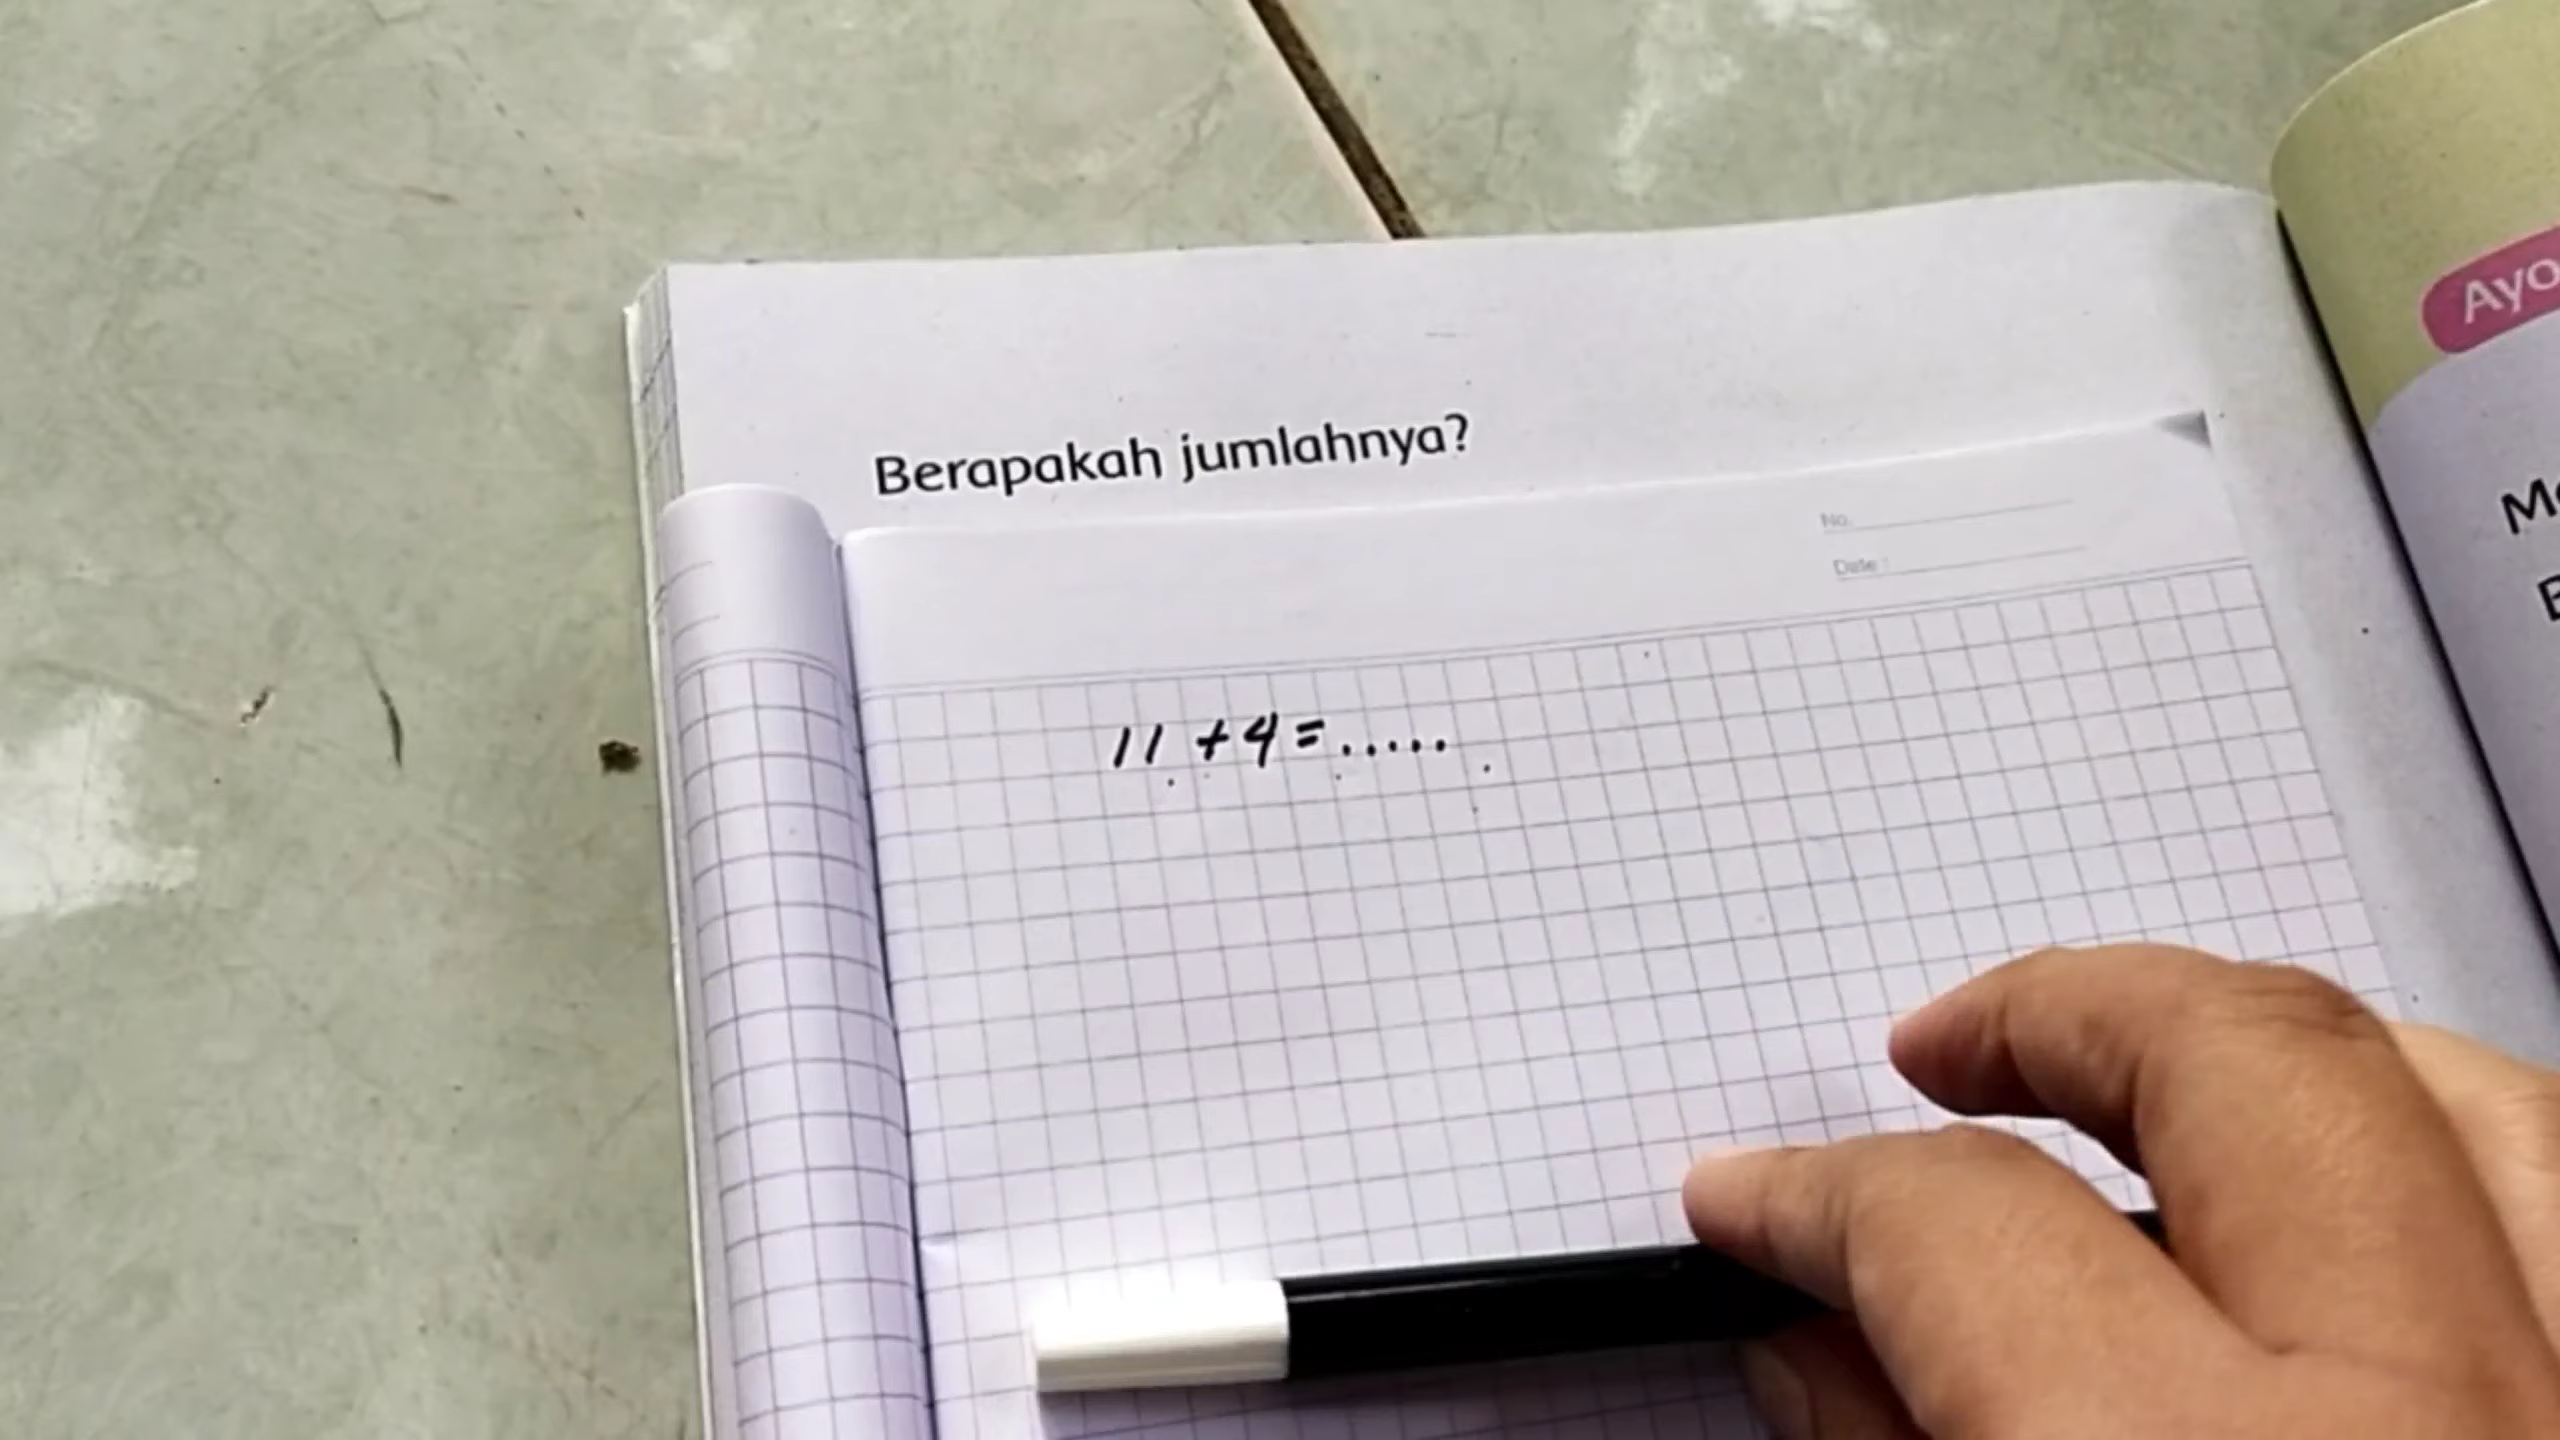 Berapakah jumlahnya?
No.
Date :
11 + 4 = .....
Ayo